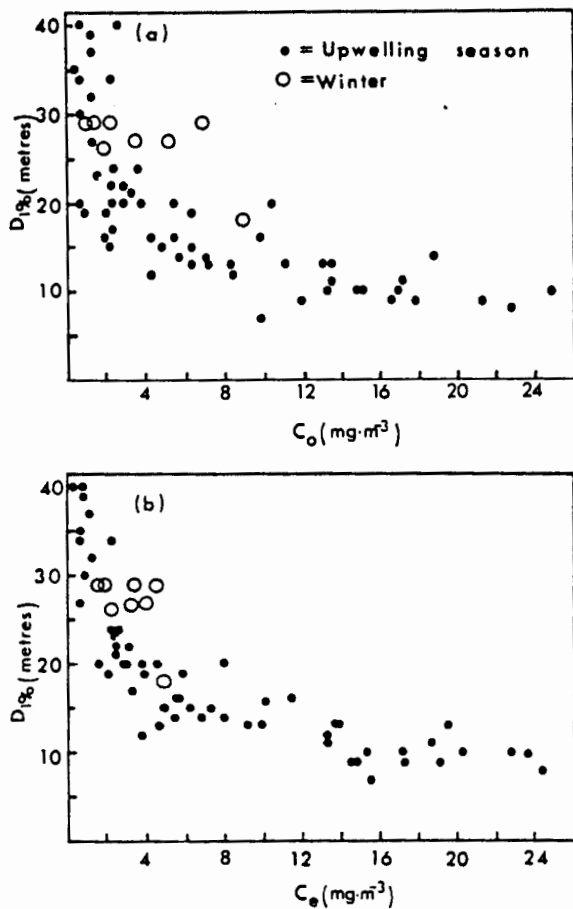 40
(a)
• = Upwelling season
○ = Winter
30
D1% (metres)
20
10
4 8 12 16 20 24
Co (mg·m-3)
40
(b)
30
D1% (metres)
20
10
4 8 12 16 20 24
Ce (mg·m-3)